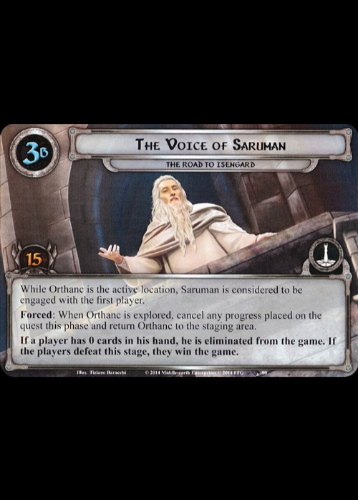 3B
THE VOICE OF SARUMAN
THE ROAD TO ISENGARD
15
While Orthanc is the active location, Saruman is considered to be
engaged with the first player.
Forced: When Orthanc is explored, cancel any progress placed on the
quest this phase and return Orthanc to the staging area.
If a player has 0 cards in his hand, he is eliminated from the game. If
the players defeat this stage, they win the game.
© 2014 Middle-earth Enterprises © 2014 FFG